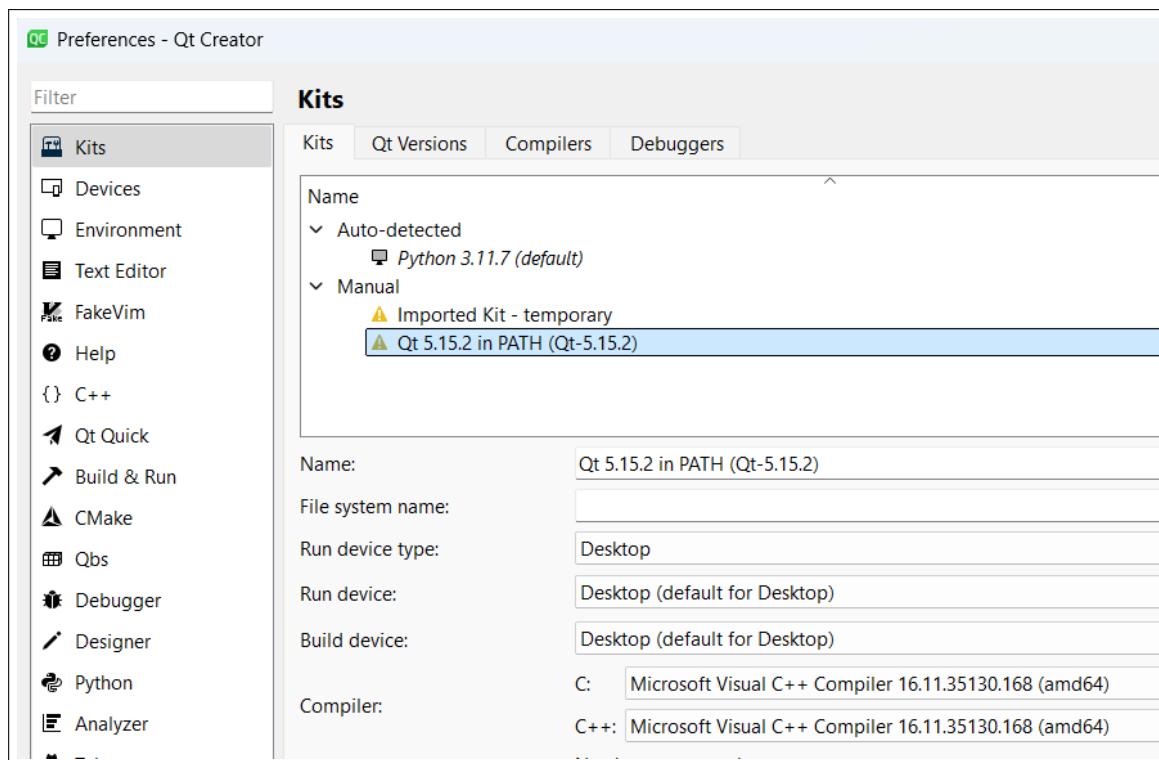 Preferences - Qt Creator
Filter
Kits
Devices
Environment
Text Editor
FakeVim
Help
C++
Qt Quick
Build & Run
CMake
Qbs
Debugger
Designer
Python
Analyzer
Kits
Kits Qt Versions Compilers Debuggers
Name
Auto-detected
Python 3.11.7 (default)
Manual
Imported Kit - temporary
Qt 5.15.2 in PATH (Qt-5.15.2)
Name: Qt 5.15.2 in PATH (Qt-5.15.2)
File system name:
Run device type: Desktop
Run device: Desktop (default for Desktop)
Build device: Desktop (default for Desktop)
Compiler:
C: Microsoft Visual C++ Compiler 16.11.35130.168 (amd64)
C++: Microsoft Visual C++ Compiler 16.11.35130.168 (amd64)